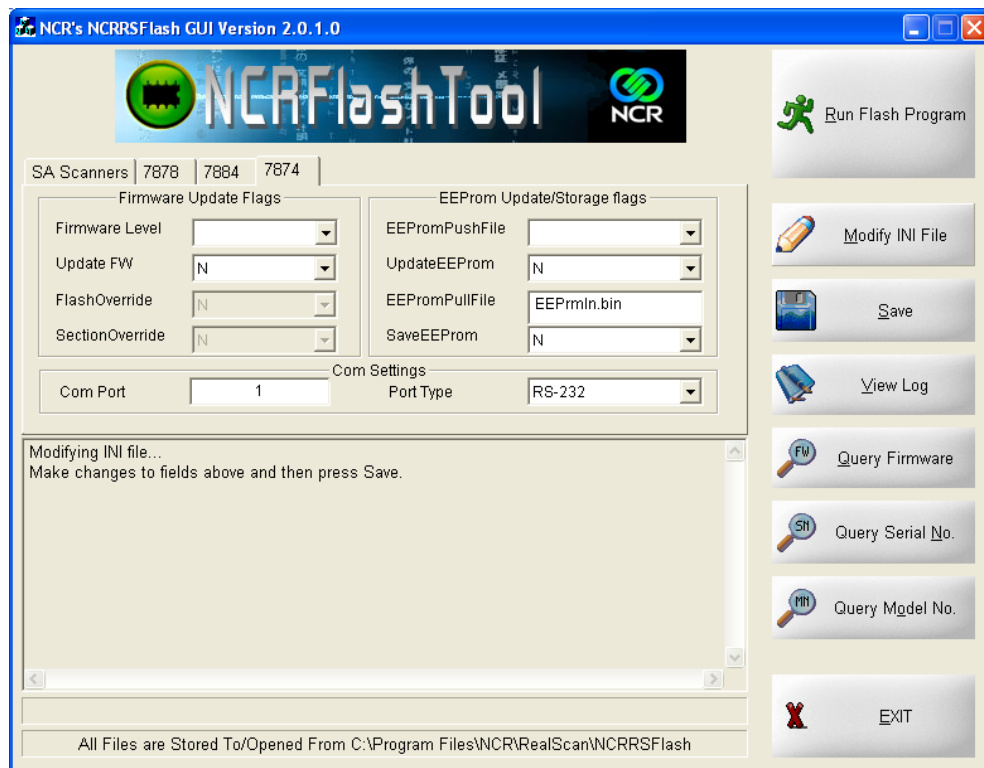 NCR's NCRRSFlash GUI Version 2.0.1.0
NCRFlashTool
NCR
SA Scanners 7878 7884 7874
Firmware Update Flags
Firmware Level
Update FW N
FlashOverride N
SectionOverride N
EEProm Update/Storage flags
EEPromPushFile
UpdateEEProm N
EEPromPullFile EEPrmIn.bin
SaveEEProm N
Com Settings
Com Port 1
Port Type RS-232
Modifying INI file...
Make changes to fields above and then press Save.
All Files are Stored To/Opened From C:\Program Files\NCR\RealScan\NCRRSFlash
Run Flash Program
Modify INI File
Save
View Log
FW Query Firmware
SN Query Serial No.
MN Query Model No.
EXIT